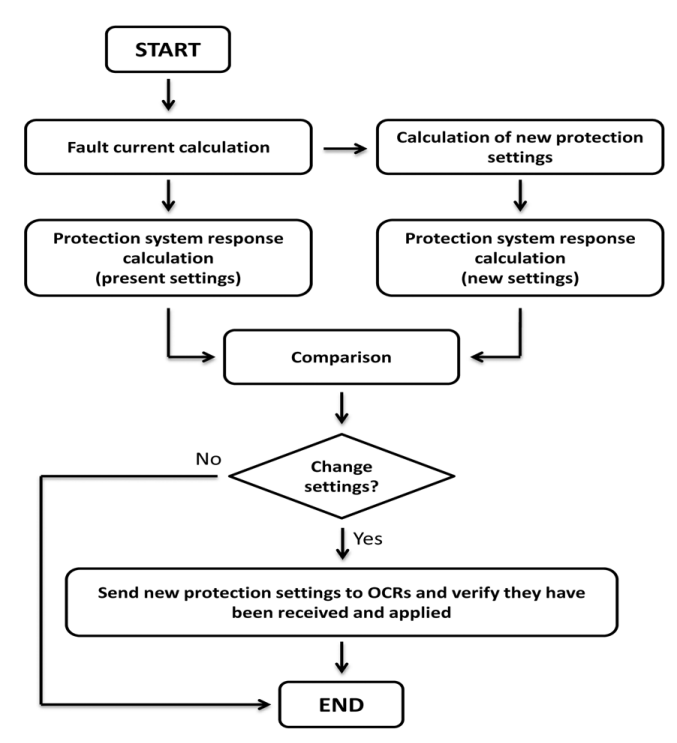 START
Fault current calculation
Calculation of new protection
settings
Protection system response
calculation
(present settings)
Protection system response
calculation
(new settings)
Comparison
Change
settings?
No
Yes
Send new protection settings to OCRs and verify they have
been received and applied
END